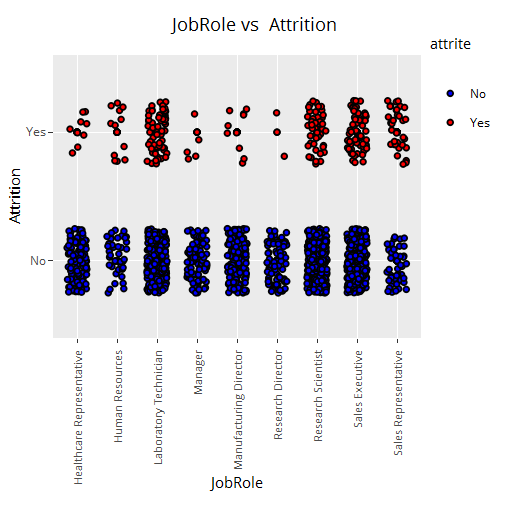 JobRole vs  Attrition
attrite
No
Yes
Attrition
Yes
No
Healthcare Representative
Human Resources
Laboratory Technician
Manager
Manufacturing Director
Research Director
Research Scientist
Sales Executive
Sales Representative
JobRole